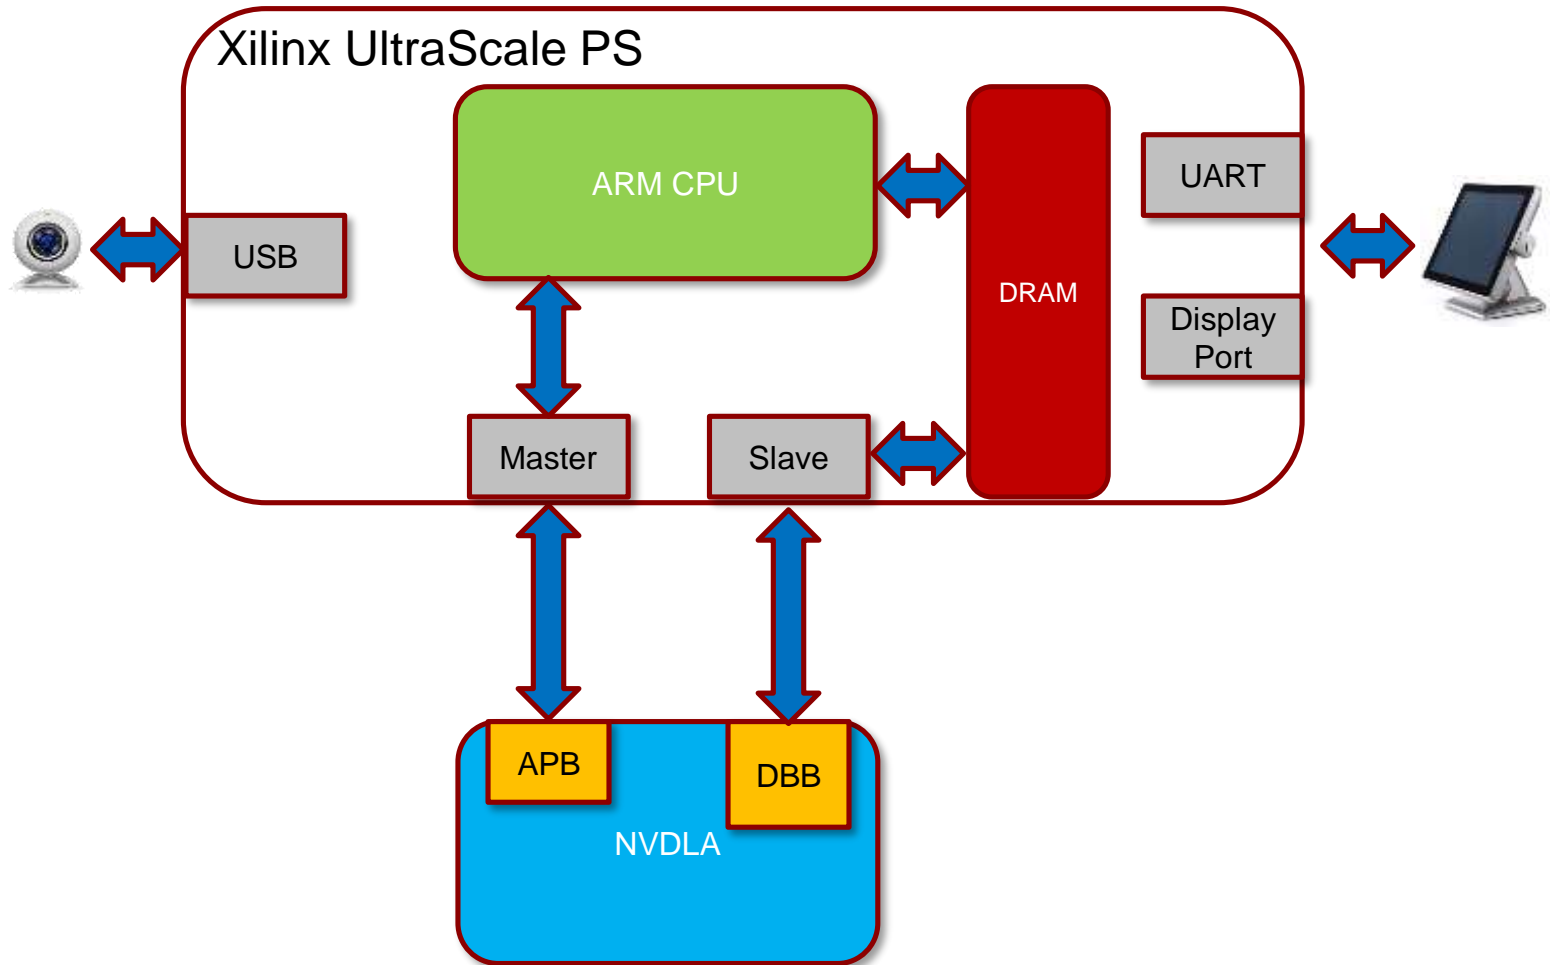 Xilinx UltraScale PS
ARM CPU
UART
USB
DRAM
Display
Port
Master
Slave
APB
DBB
NVDLA